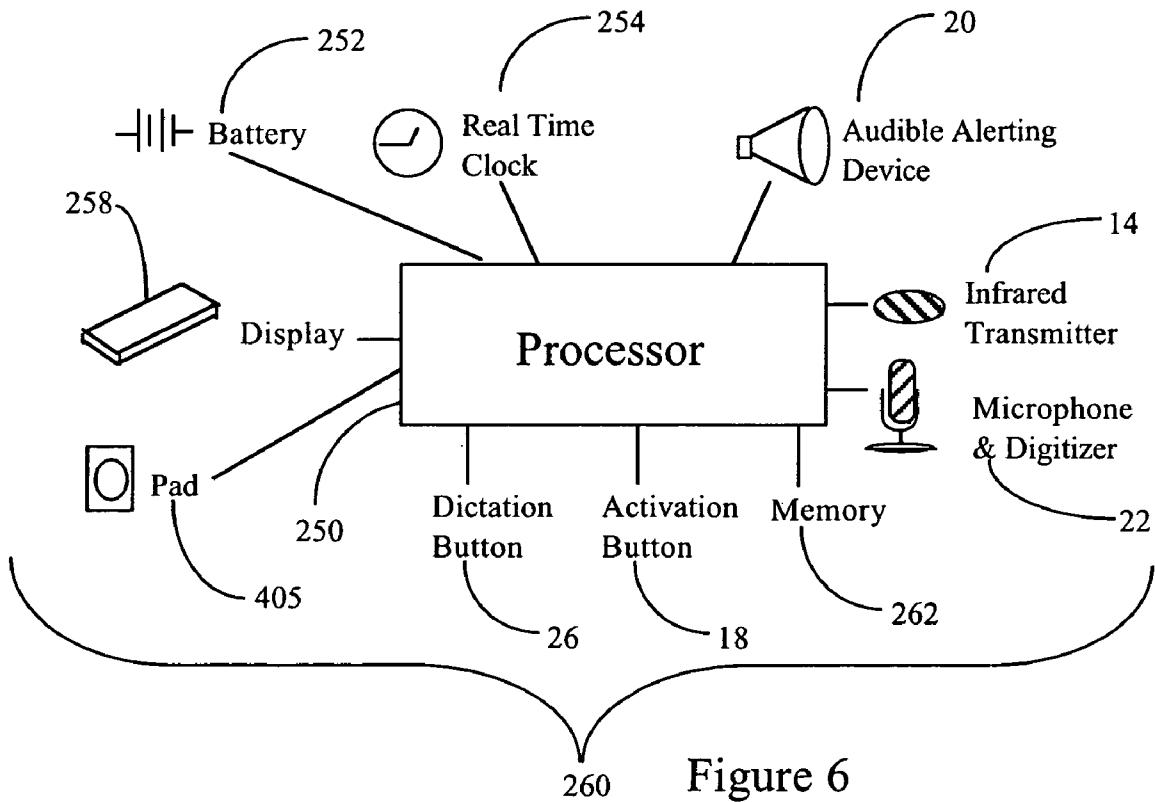 252
254
20
Battery
Real Time
Clock
Audible Alerting
Device
258
14
Infrared
Transmitter
Display
Processor
Microphone
& Digitizer
Pad
250
Dictation
Button
Activation
Button
Memory
22
405
26
18
262
260
Figure 6